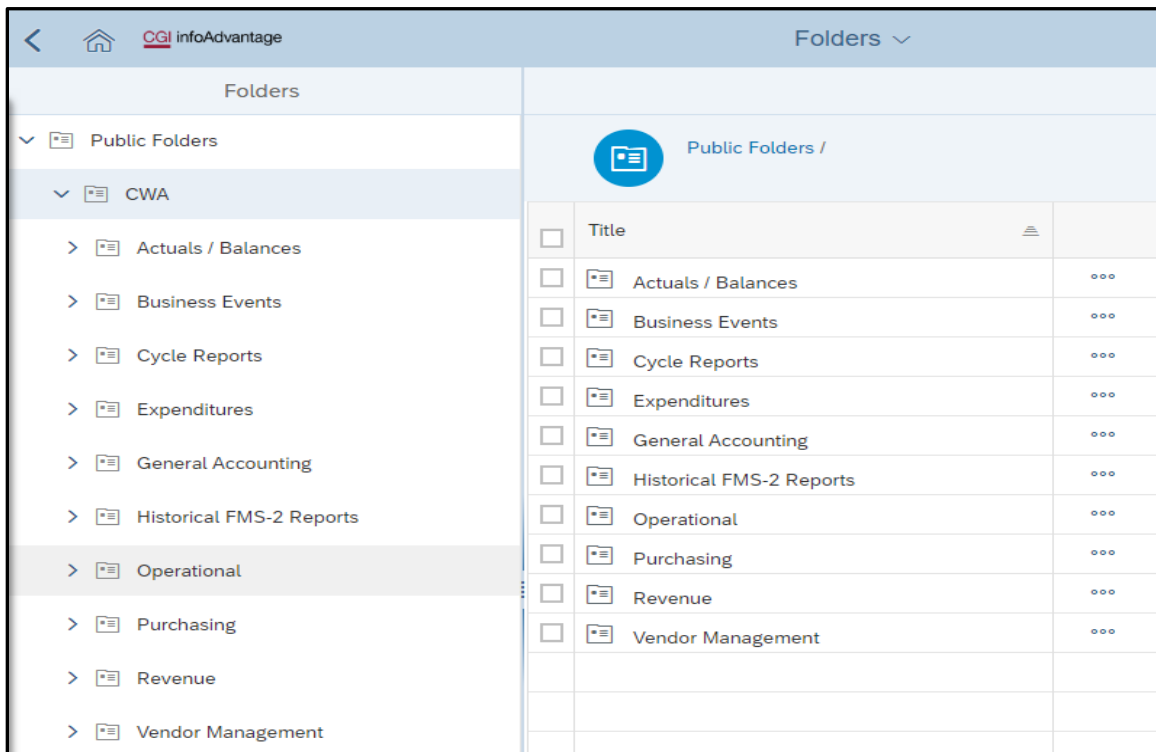 CGI infoAdvantage
Folders
Folders
Public Folders
CWA
Actuals / Balances
Business Events
Cycle Reports
Expenditures
General Accounting
Historical FMS-2 Reports
Operational
Purchasing
Revenue
Vendor Management
Public Folders /
Title
Actuals / Balances
Business Events
Cycle Reports
Expenditures
General Accounting
Historical FMS-2 Reports
Operational
Purchasing
Revenue
Vendor Management